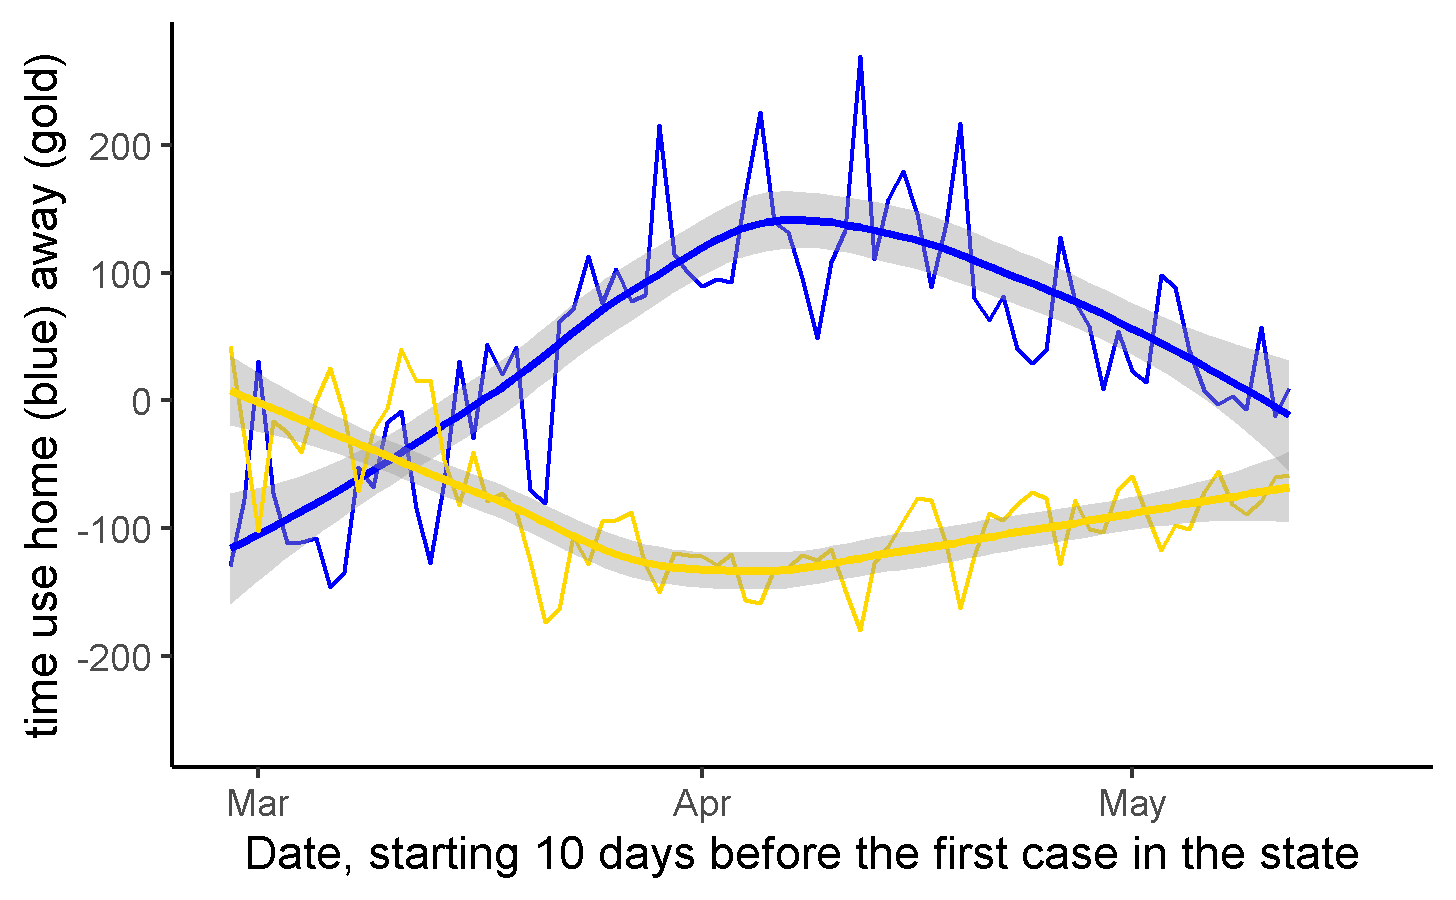 time use home (blue) away (gold)
200
100
0
-100
-200
Mar Apr May
Date, starting 10 days before the first case in the state